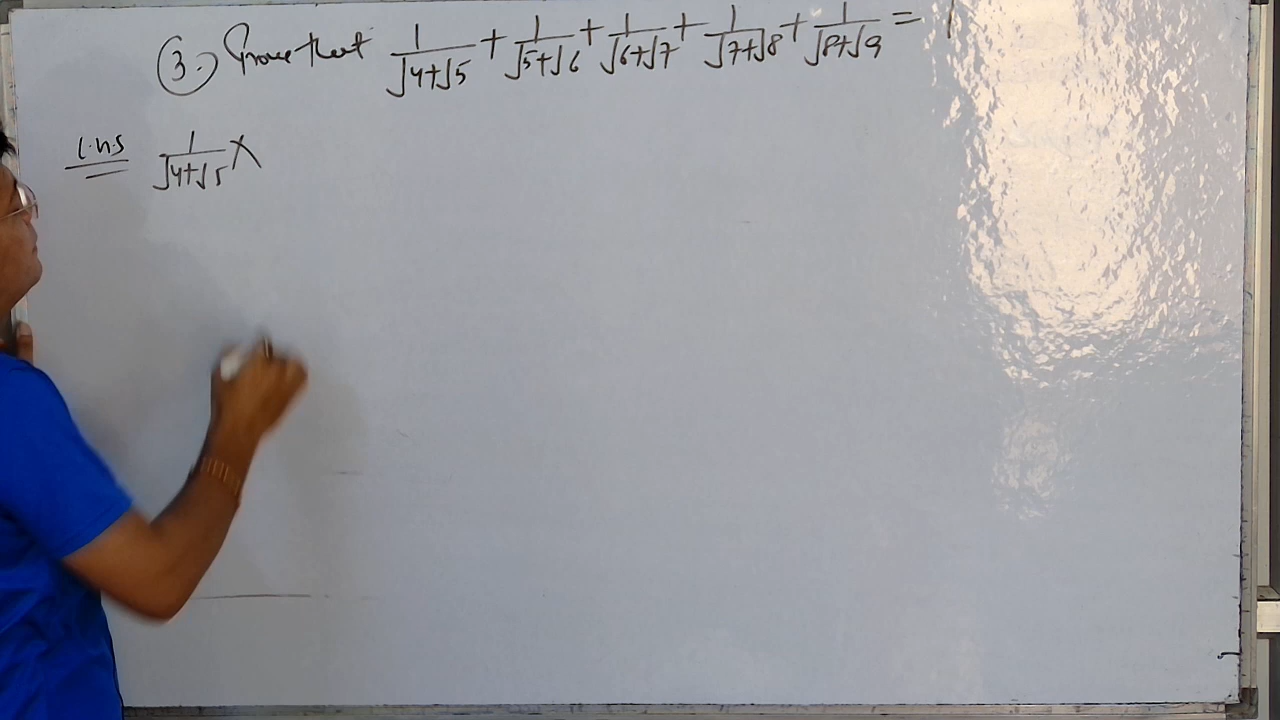 3.) Prove that 1/(√4+√5) + 1/(√5+√6) + 1/(√6+√7) + 1/(√7+√8) + 1/(√8+√9) = 1
L.H.S 1/(√4+√5) ×